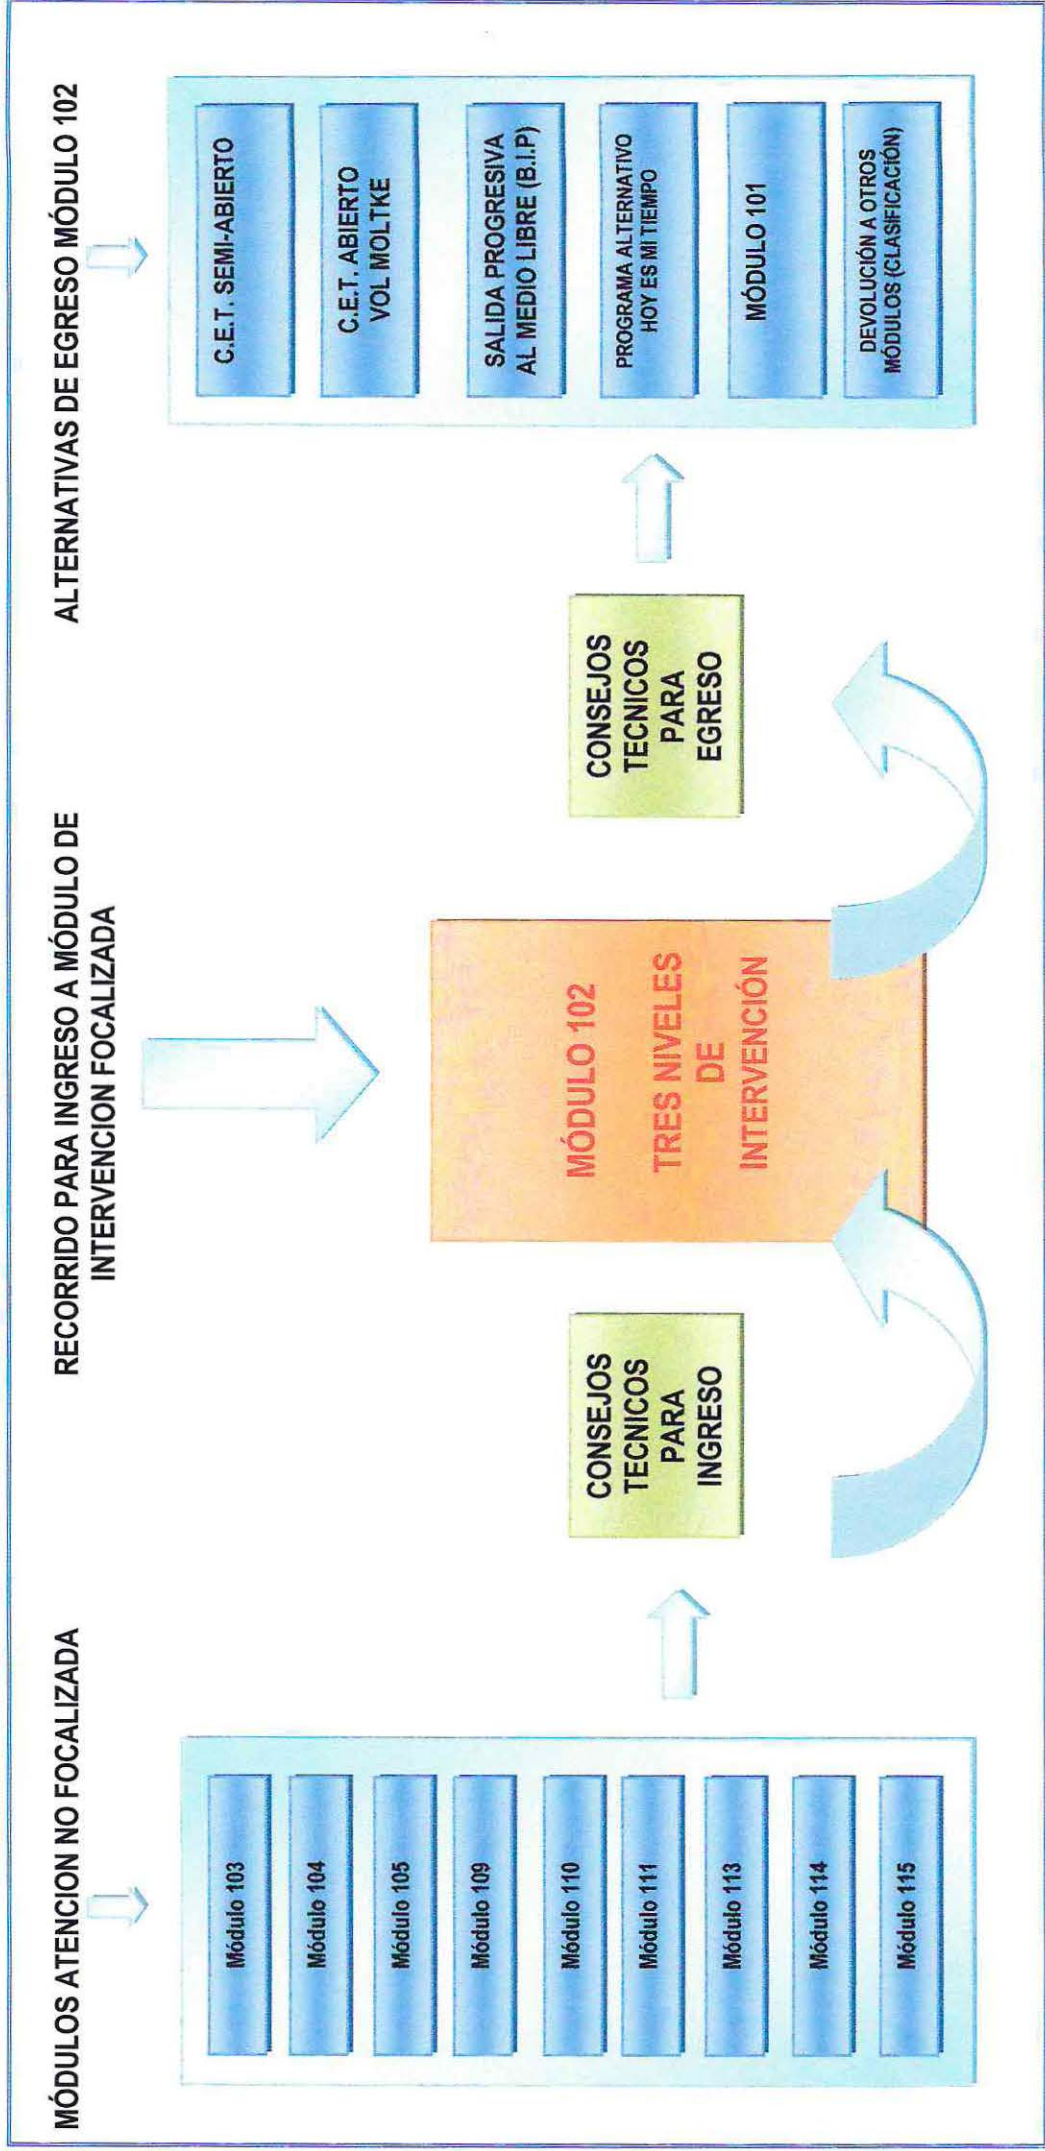 MÓDULOS ATENCION NO FOCALIZADA
Módulo 103
Módulo 104
Módulo 105
Módulo 109
Módulo 110
Módulo 111
Módulo 113
Módulo 114
Módulo 115
RECORRIDO PARA INGRESO A MÓDULO DE
INTERVENCION FOCALIZADA
CONSEJOS
TECNICOS
PARA
INGRESO
MÓDULO 102
TRES NIVELES
DE
INTERVENCIÓN
CONSEJOS
TECNICOS
PARA
EGRESO
ALTERNATIVAS DE EGRESO MÓDULO 102
C.E.T. SEMI-ABIERTO
C.E.T. ABIERTO
VOL MOLTKE
SALIDA PROGRESIVA
AL MEDIO LIBRE (B.I.P)
PROGRAMA ALTERNATIVO
HOY ES MI TIEMPO
MÓDULO 101
DEVOLUCIÓN A OTROS
MÓDULOS (CLASIFICACIÓN)